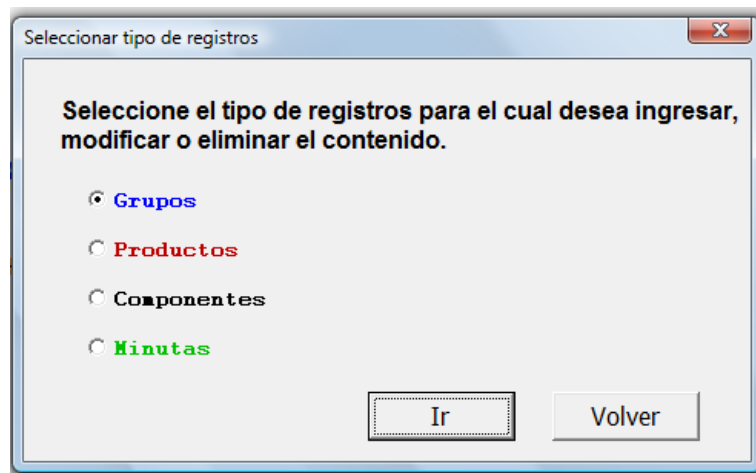 Seleccionar tipo de registros
Seleccione el tipo de registros para el cual desea ingresar,
modificar o eliminar el contenido.
Grupos
Productos
Componentes
Minutas
Ir
Volver